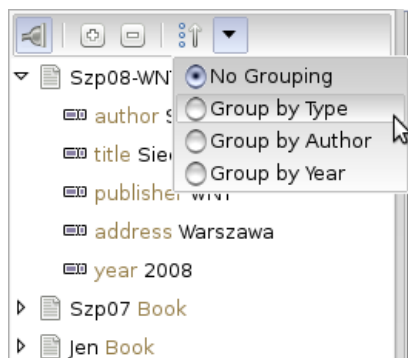 No Grouping
Group by Type
Group by Author
Group by Year
Szp08-WNT
author
title Sie
publisher WNT
address Warszawa
year 2008
Szp07 Book
Jen Book